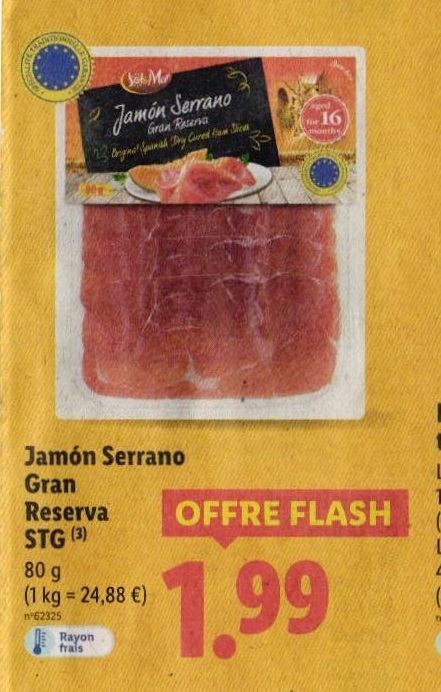 Sol & Mar
Jamón Serrano
Gran Reserva
Original Spanish Dry Cured Ham Slices
aged
for 16
months
80 g
Jamón Serrano
Gran
Reserva
STG (3)
OFFRE FLASH
80 g
(1 kg = 24,88 €)
1.99
n°62325
Rayon
frais